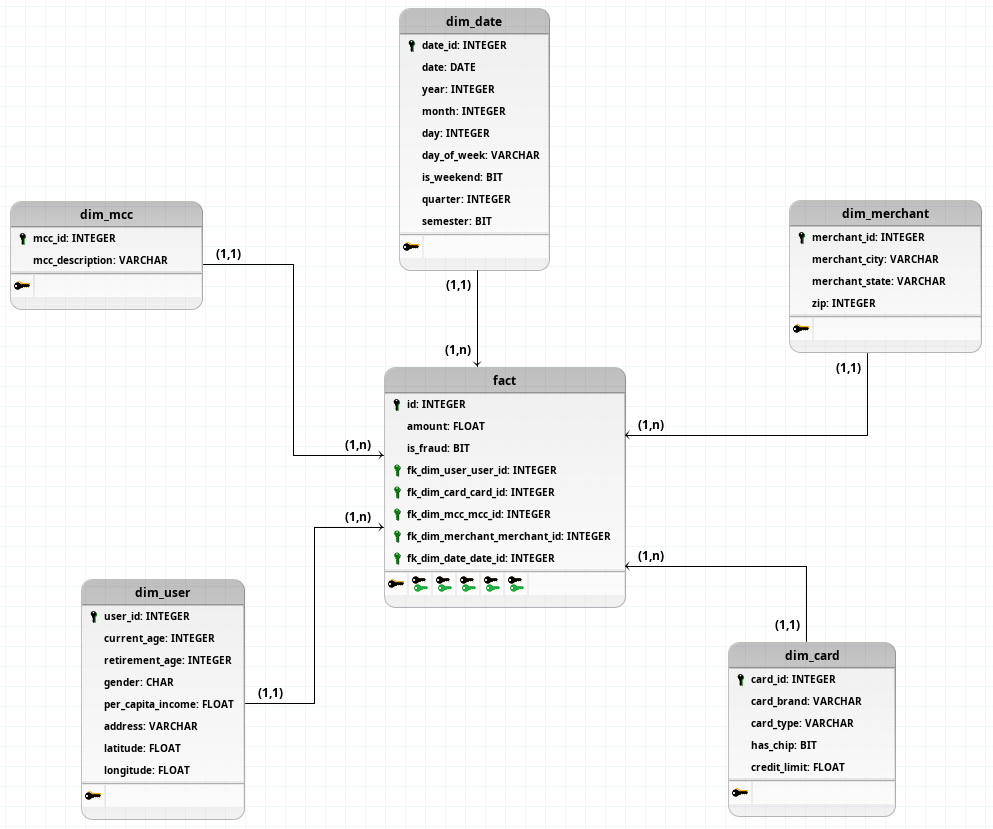 dim_date
date_id: INTEGER
date: DATE
year: INTEGER
month: INTEGER
day: INTEGER
day_of_week: VARCHAR
is_weekend: BIT
quarter: INTEGER
semester: BIT
dim_mcc
mcc_id: INTEGER
mcc_description: VARCHAR
(1,1)
(1,1)
(1,n)
dim_merchant
merchant_id: INTEGER
merchant_city: VARCHAR
merchant_state: VARCHAR
zip: INTEGER
(1,1)
fact
id: INTEGER
amount: FLOAT
is_fraud: BIT
fk_dim_user_user_id: INTEGER
fk_dim_card_card_id: INTEGER
fk_dim_mcc_mcc_id: INTEGER
fk_dim_merchant_merchant_id: INTEGER
fk_dim_date_date_id: INTEGER
(1,n)
(1,n)
(1,n)
(1,n)
dim_user
user_id: INTEGER
current_age: INTEGER
retirement_age: INTEGER
gender: CHAR
per_capita_income: FLOAT
address: VARCHAR
latitude: FLOAT
longitude: FLOAT
(1,1)
(1,1)
dim_card
card_id: INTEGER
card_brand: VARCHAR
card_type: VARCHAR
has_chip: BIT
credit_limit: FLOAT